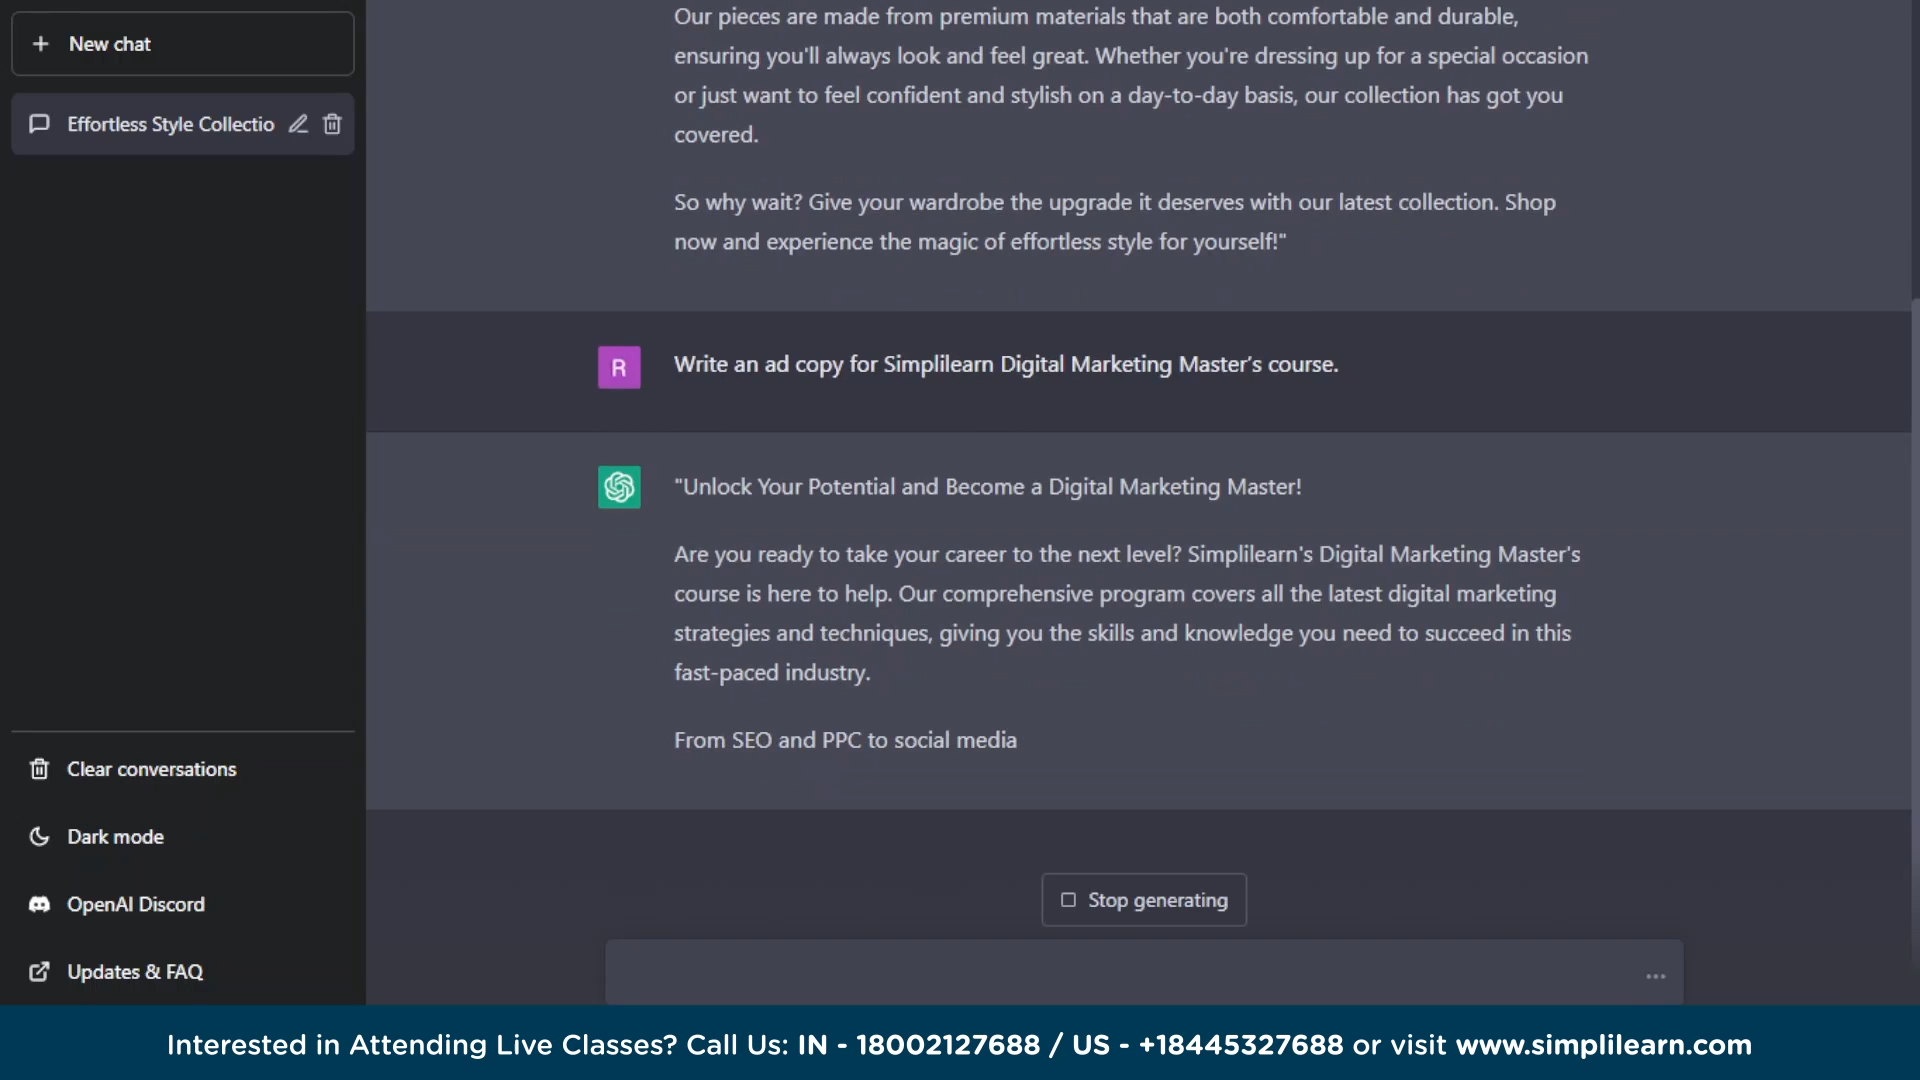 New chat
Effortless Style Collectio
Our pieces are made from premium materials that are both comfortable and durable,
ensuring you'll always look and feel great. Whether you're dressing up for a special occasion
or just want to feel confident and stylish on a day-to-day basis, our collection has got you
covered.
So why wait? Give your wardrobe the upgrade it deserves with our latest collection. Shop
now and experience the magic of effortless style for yourself!"
R
Write an ad copy for Simplilearn Digital Marketing Master’s course.
"Unlock Your Potential and Become a Digital Marketing Master!
Are you ready to take your career to the next level? Simplilearn's Digital Marketing Master's
course is here to help. Our comprehensive program covers all the latest digital marketing
strategies and techniques, giving you the skills and knowledge you need to succeed in this
fast-paced industry.
From SEO and PPC to social media
Clear conversations
Dark mode
OpenAI Discord
Updates & FAQ
Stop generating
Interested in Attending Live Classes? Call Us: IN - 18002127688 / US - +18445327688 or visit www.simplilearn.com